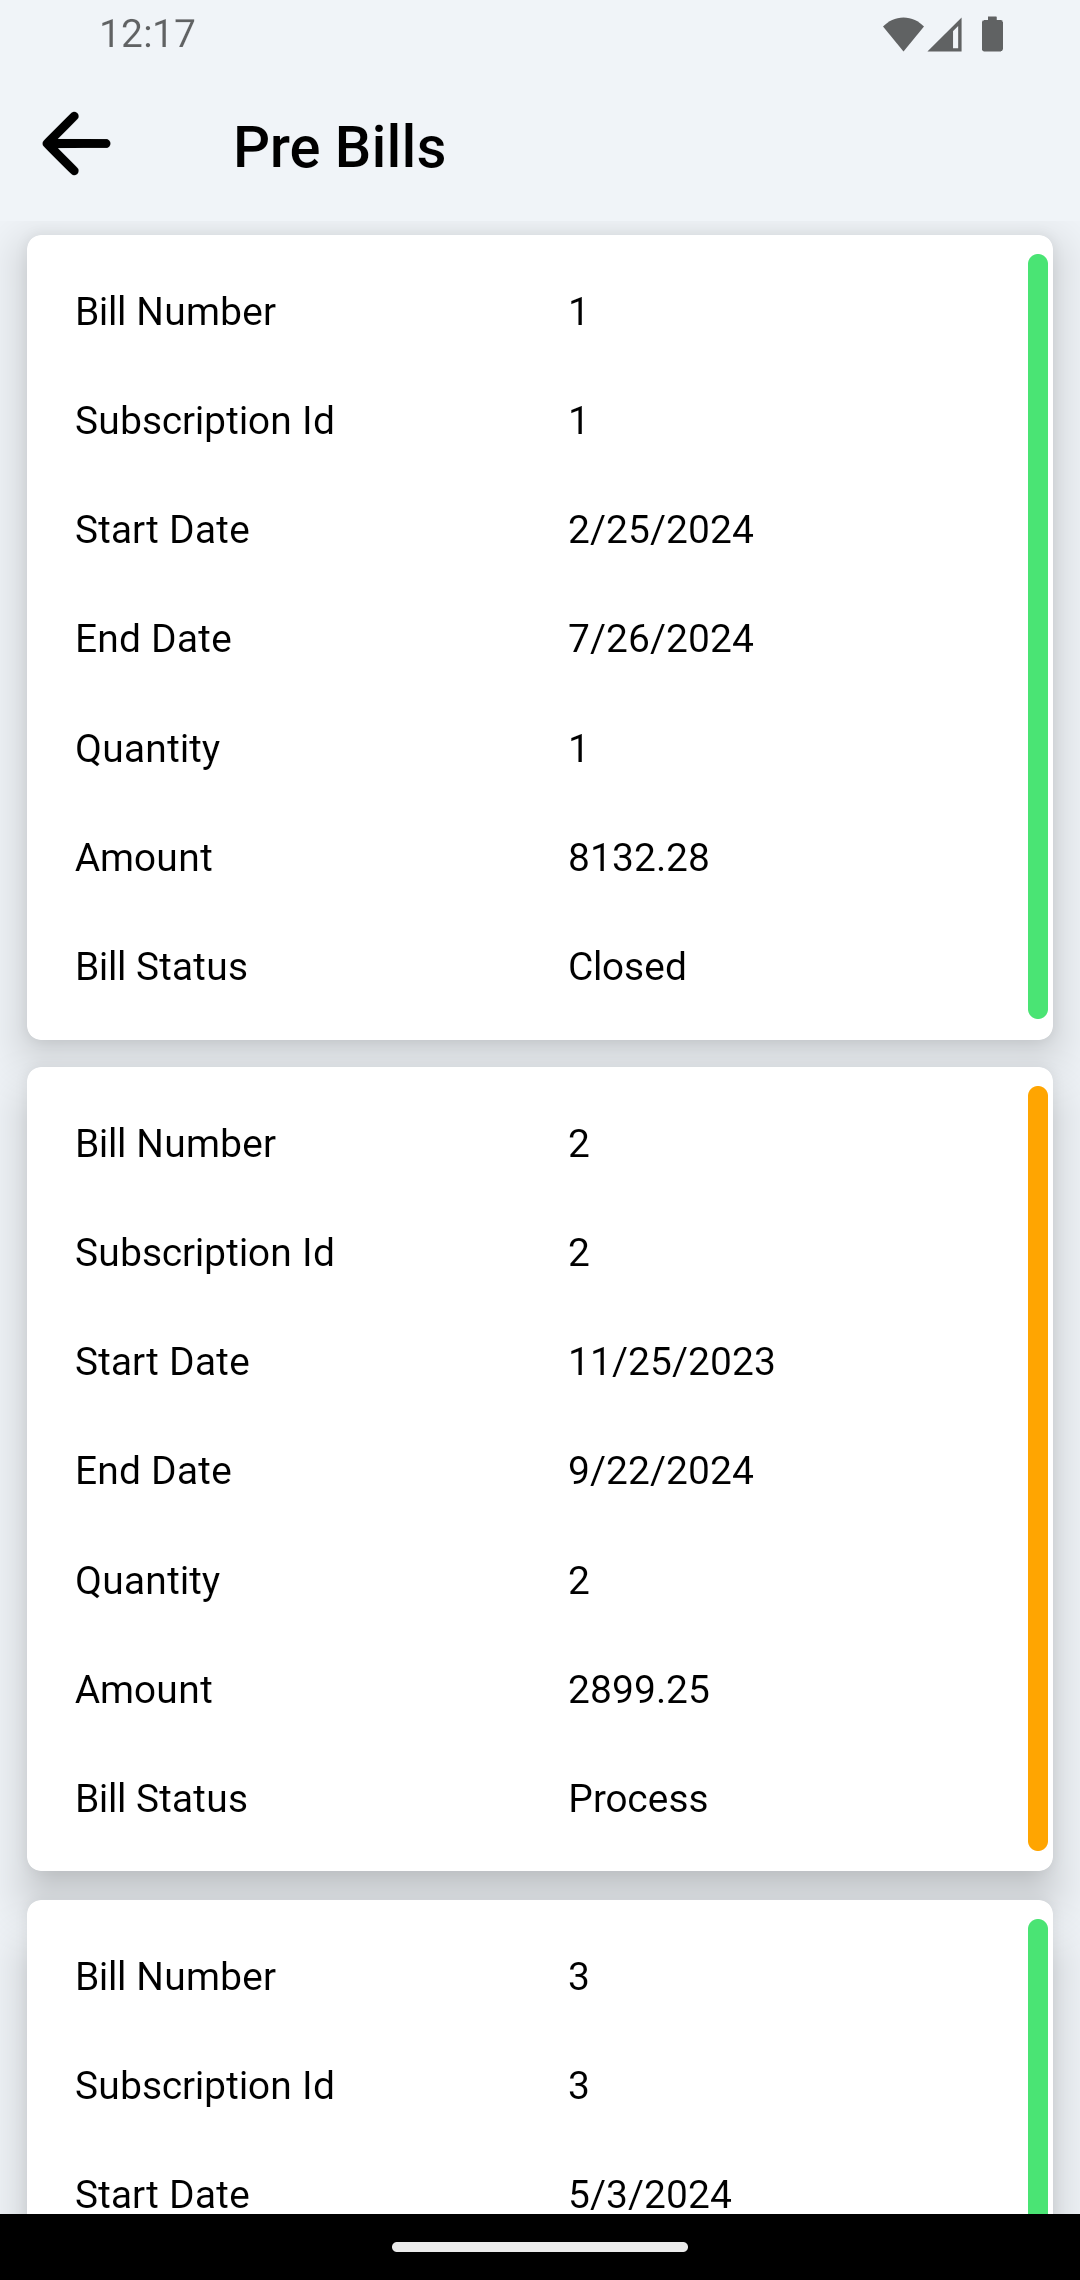 12:17
Pre Bills
Bill Number 1
Subscription Id 1
Start Date 2/25/2024
End Date 7/26/2024
Quantity 1
Amount 8132.28
Bill Status Closed
Bill Number 2
Subscription Id 2
Start Date 11/25/2023
End Date 9/22/2024
Quantity 2
Amount 2899.25
Bill Status Process
Bill Number 3
Subscription Id 3
Start Date 5/3/2024